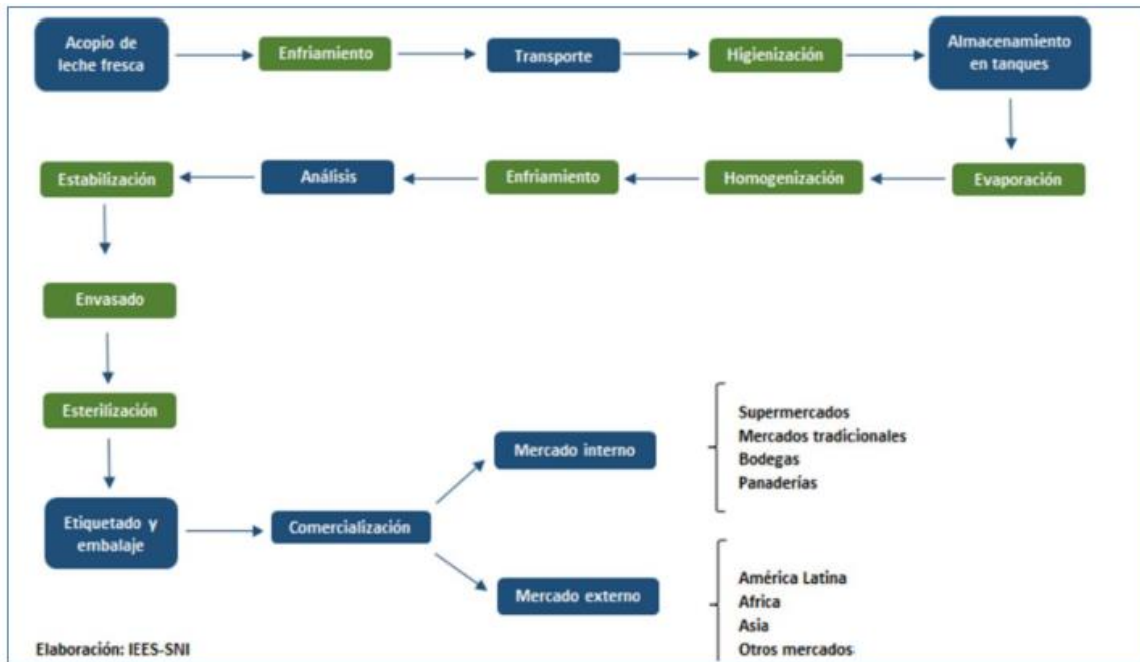 Acopio de
leche fresca
Enfriamiento
Transporte
Higienización
Almacenamiento
en tanques
Estabilización
Análisis
Enfriamiento
Homogenización
Evaporación
Envasado
Esterilización
Etiquetado y
embalaje
Comercialización
Mercado interno
Supermercados
Mercados tradicionales
Bodegas
Panaderías
Mercado externo
América Latina
Africa
Asia
Otros mercados
Elaboración: IEES-SNI